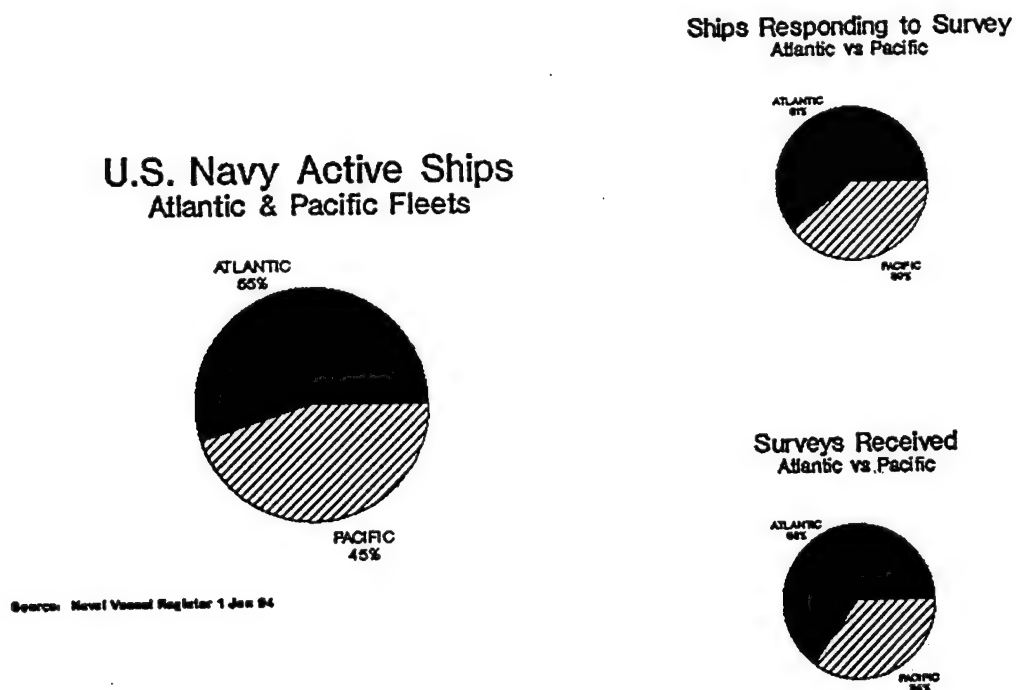 Ships Responding to Survey
Atlantic vs Pacific
ATLANTIC
61%
PACIFIC
U.S. Navy Active Ships
Atlantic & Pacific Fleets
ATLANTIC
55%
PACIFIC
45%
Source: Naval Vessel Register 1 Jan 94
Surveys Received
Atlantic vs. Pacific
ATLANTIC
PACIFIC